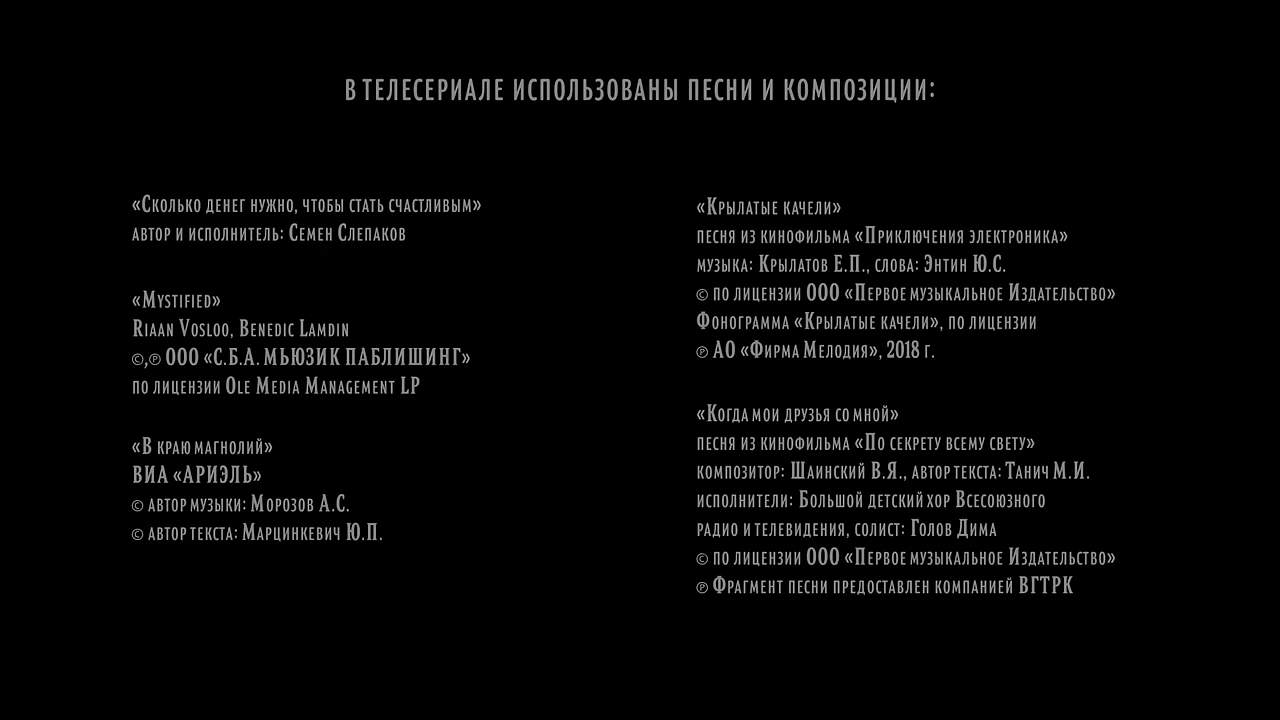 В ТЕЛЕСЕРИАЛЕ ИСПОЛЬЗОВАНЫ ПЕСНИ И КОМПОЗИЦИИ:
«Сколько денег нужно, чтобы стать счастливым»
автор и исполнитель: Семен Слепаков
«Mystified»
Riaan Vosloo, Benedic Lamdin
©,℗ ООО «С.Б.А. МЬЮЗИК ПАБЛИШИНГ»
по лицензии Ole Media Management LP
«В краю магнолий»
ВИА «АРИЭЛЬ»
© автор музыки: Морозов А.С.
© автор текста: Марцинкевич Ю.П.
«Крылатые качели»
песня из кинофильма «Приключения электроника»
музыка: Крылатов Е.П., слова: Энтин Ю.С.
© по лицензии ООО «Первое музыкальное Издательство»
Фонограмма «Крылатые качели», по лицензии
℗ АО «Фирма Мелодия», 2018 г.
«Когда мои друзья со мной»
песня из кинофильма «По секрету всему свету»
композитор: Шаинский В.Я., автор текста: Танич М.И.
исполнители: Большой детский хор Всесоюзного
радио и телевидения, солист: Голов Дима
© по лицензии ООО «Первое музыкальное Издательство»
℗ Фрагмент песни предоставлен компанией ВГТРК